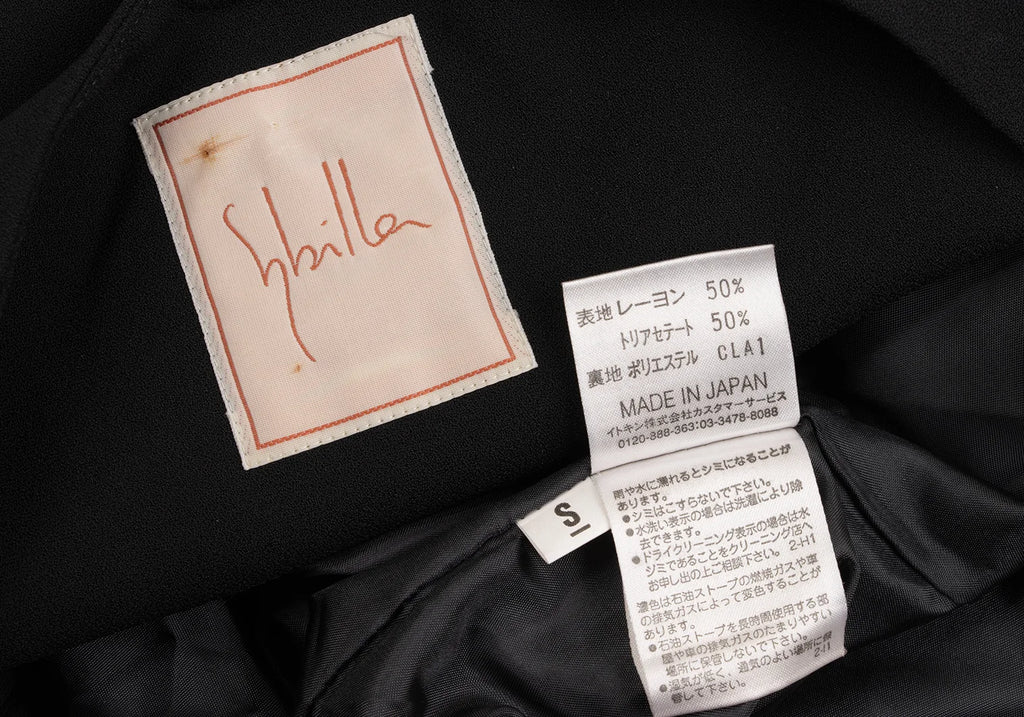 Sybilla
表地 レーヨン 50%
トリアセテート 50%
裏地 ポリエステル CLA1
MADE IN JAPAN
イトキン株式会社カスタマーサービス
0120-888-363:03-3478-8088
S
雨や水に濡れるとシミになることが
あります。
●シミはこすらないで下さい。
●水洗い表示の場合は洗濯により除
去できます。
●ドライクリーニング表示の場合は水
シミであることをクリーニング店へ
お申し出の上ご相談下さい。 2-H1
濃色は石油ストーブの燃焼ガスや車
の排気ガスによって変色することが
あります。
●石油ストーブを長時間使用する部
屋や車の排気ガスのたまりやすい
場所に保管しないで下さい。
●湿気が低く、通気のよい場所に保
管して下さい。 2-I1